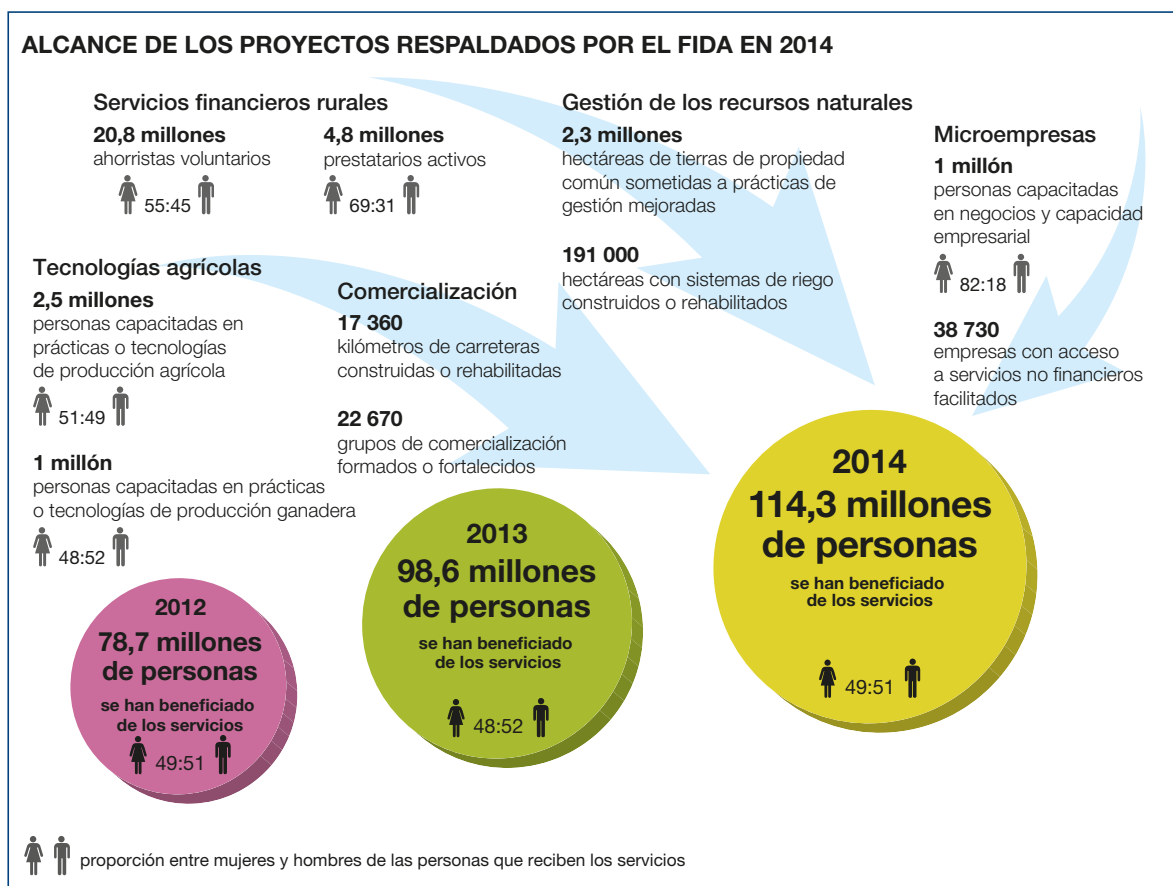 ALCANCE DE LOS PROYECTOS RESPALDADOS POR EL FIDA EN 2014
Servicios financieros rurales
20,8 millones
ahorristas voluntarios
55:45
4,8 millones
prestatarios activos
69:31
Gestión de los recursos naturales
2,3 millones
hectáreas de tierras de propiedad
común sometidas a prácticas de
gestión mejoradas
191 000
hectáreas con sistemas de riego
construidos o rehabilitados
Microempresas
1 millón
personas capacitadas
en negocios y capacidad
empresarial
82:18
38 730
empresas con acceso
a servicios no financieros
facilitados
Tecnologías agrícolas
2,5 millones
personas capacitadas en
prácticas o tecnologías
de producción agrícola
51:49
1 millón
personas capacitadas en prácticas
o tecnologías de producción ganadera
48:52
Comercialización
17 360
kilómetros de carreteras
construidas o rehabilitadas
22 670
grupos de comercialización
formados o fortalecidos
2012
78,7 millones
de personas
se han beneficiado
de los servicios
49:51
2013
98,6 millones
de personas
se han beneficiado
de los servicios
48:52
2014
114,3 millones
de personas
se han beneficiado
de los servicios
49:51
proporción entre mujeres y hombres de las personas que reciben los servicios